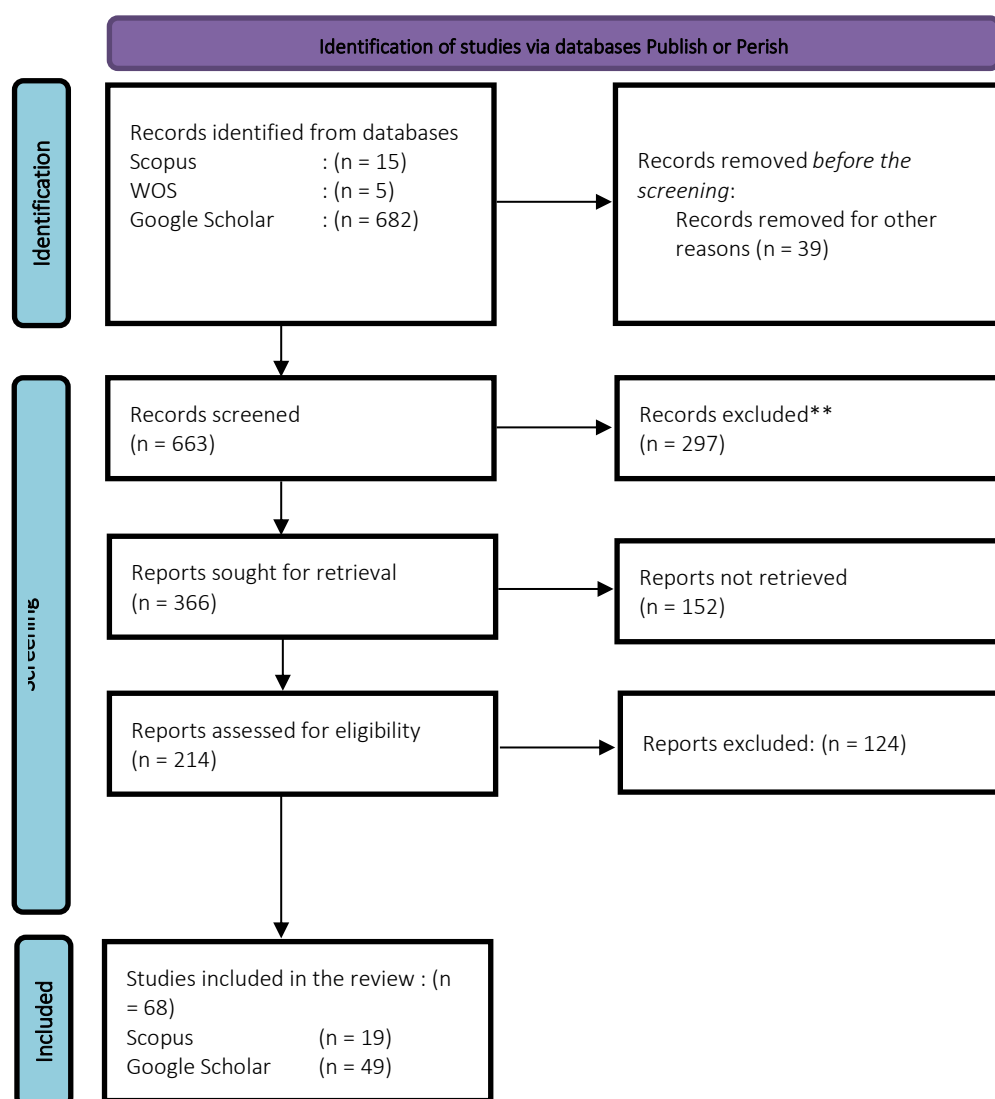 Identification of studies via databases Publish or Perish
Identification
Records identified from databases
Scopus : (n = 15)
WOS : (n = 5)
Google Scholar : (n = 682)
Records removed before the
screening:
Records removed for other
reasons (n = 39)
Screening
Records screened
(n = 663)
Records excluded**
(n = 297)
Reports sought for retrieval
(n = 366)
Reports not retrieved
(n = 152)
Reports assessed for eligibility
(n = 214)
Reports excluded: (n = 124)
Included
Studies included in the review : (n
= 68)
Scopus (n = 19)
Google Scholar (n = 49)